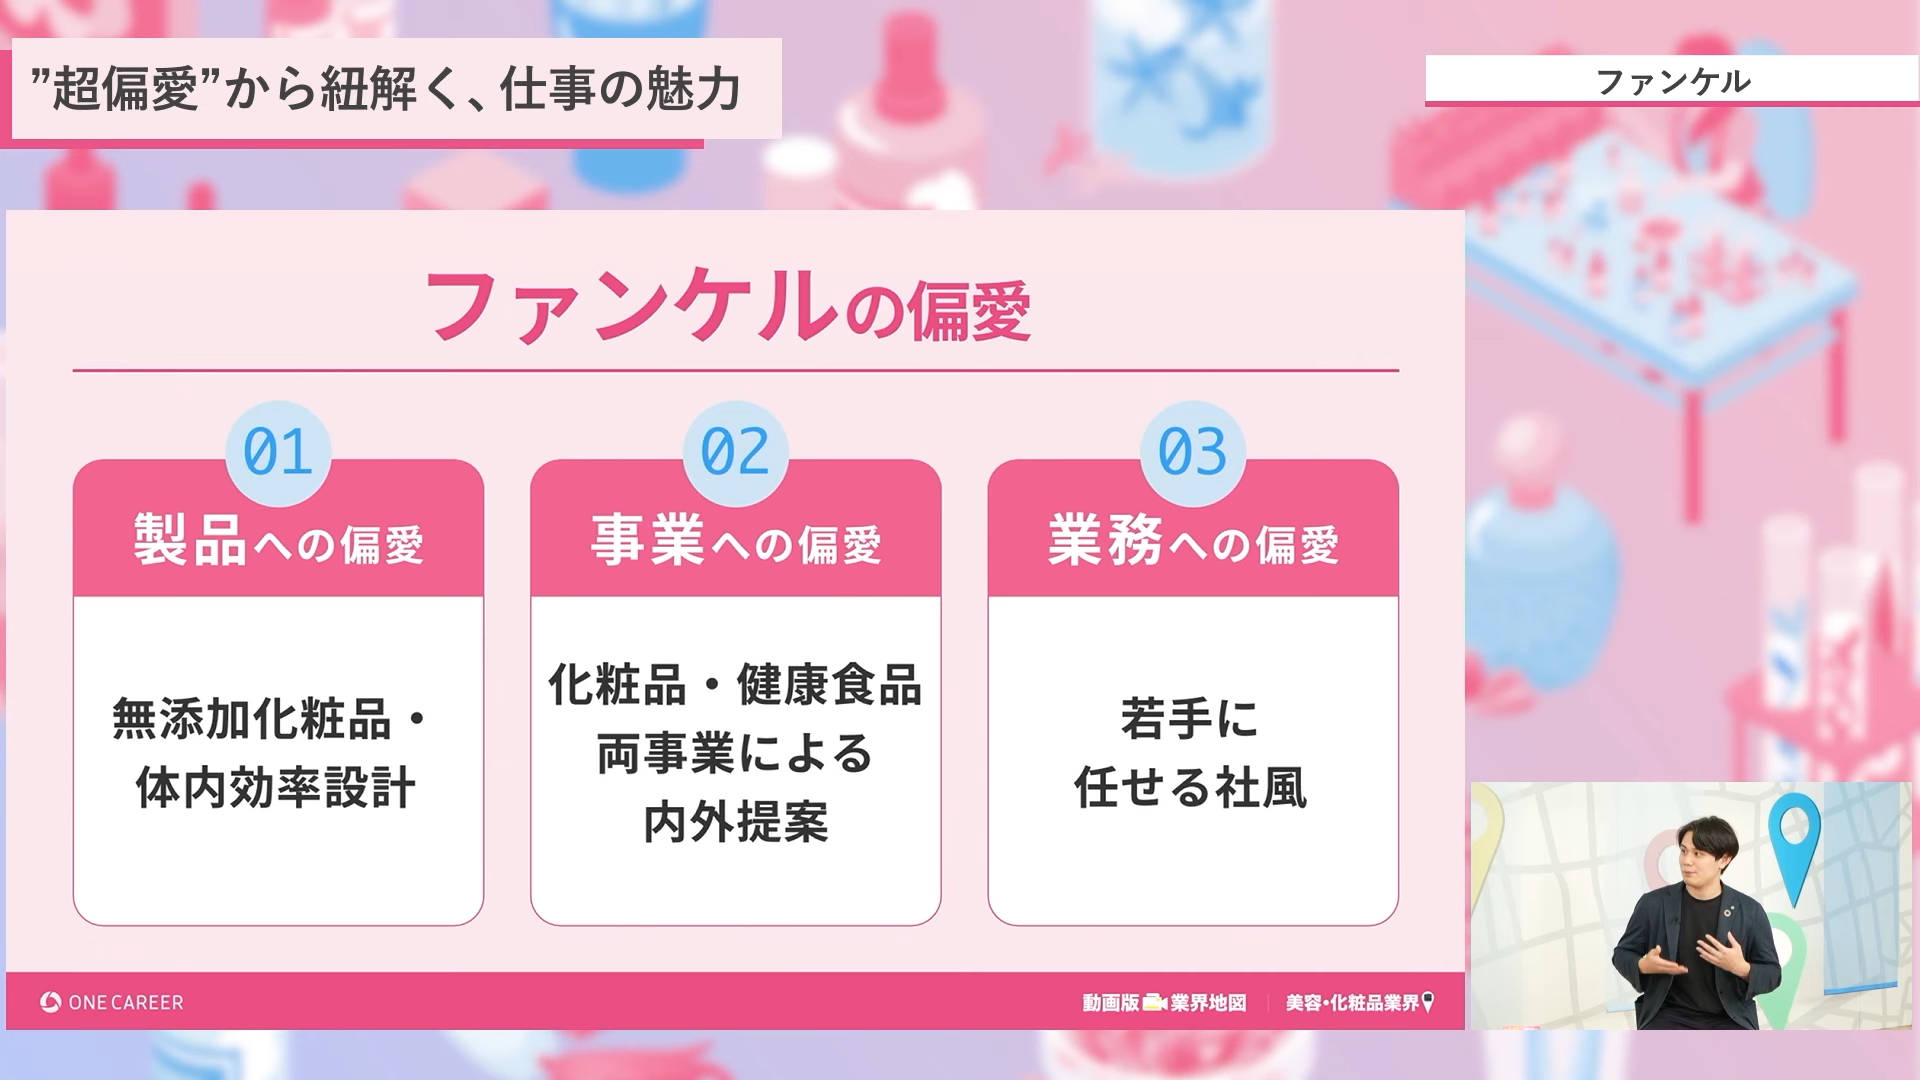 ”超偏愛”から紐解く、仕事の魅力
ファンケル
ファンケルの偏愛
01
製品への偏愛
無添加化粧品・
体内効率設計
02
事業への偏愛
化粧品・健康食品
両事業による
内外提案
03
業務への偏愛
若手に
任せる社風
ONE CAREER
動画版 業界地図
美容・化粧品業界